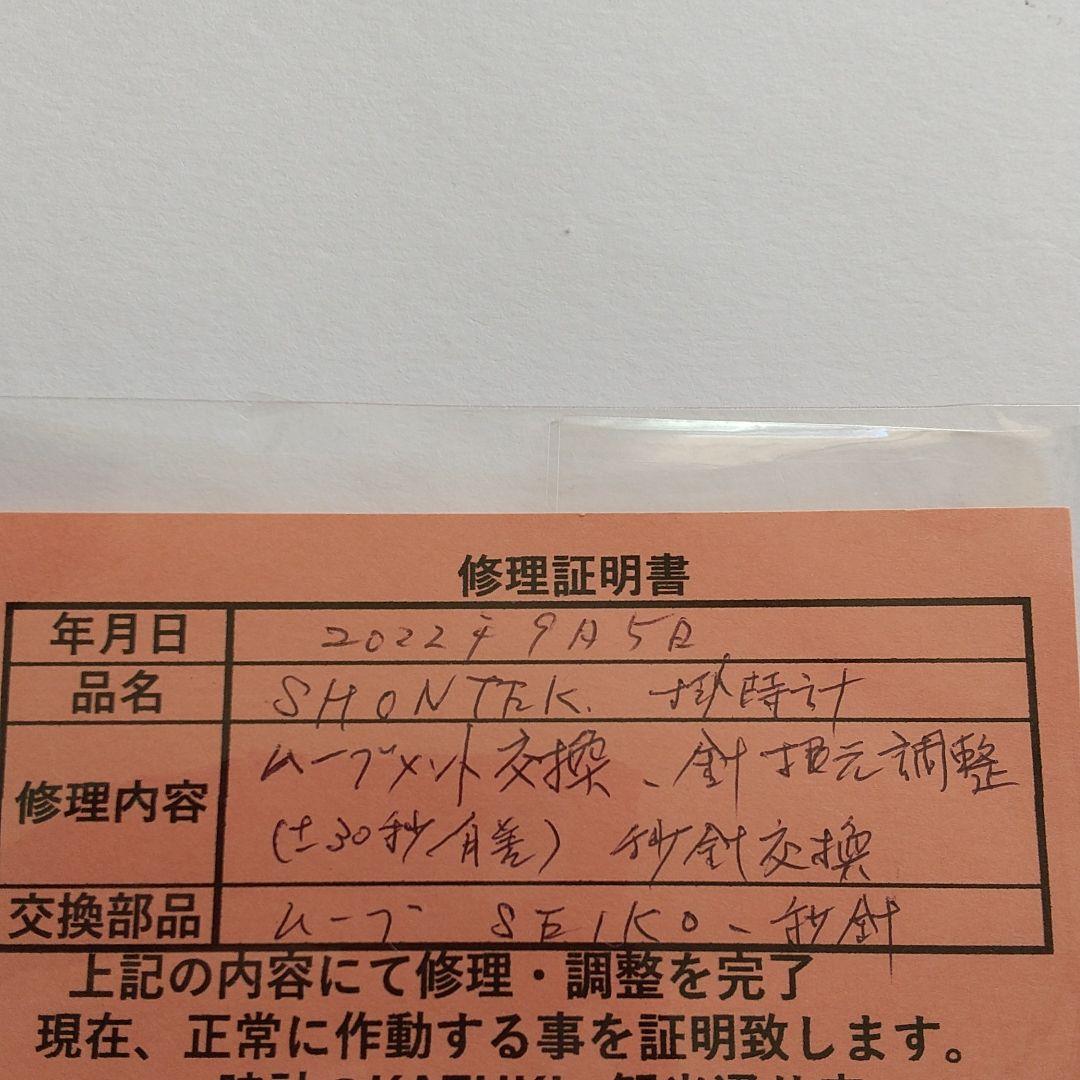 修理証明書
年月日 2022年9月5日
品名 SHONTEK. 掛時計
修理内容 ムーブメント交換、針根元調整
(±30秒/月差) 秒針交換
交換部品 ムーブ SEIKO、秒針
上記の内容にて修理・調整を完了
現在、正常に作動する事を証明致します。